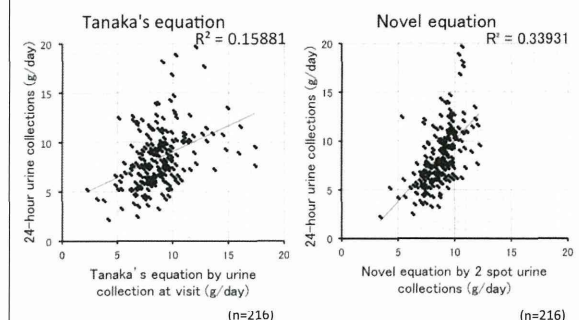 Tanaka's equation
R² = 0.15881
24-hour urine collections (g/day)
20
15
10
5
0
0 5 10 15 20
Tanaka's equation by urine
collection at visit (g/day)
(n=216)
Novel equation
R² = 0.33931
24-hour urine collections (g/day)
20
15
10
5
0
0 5 10 15 20
Novel equation by 2 spot urine
collections (g/day)
(n=216)